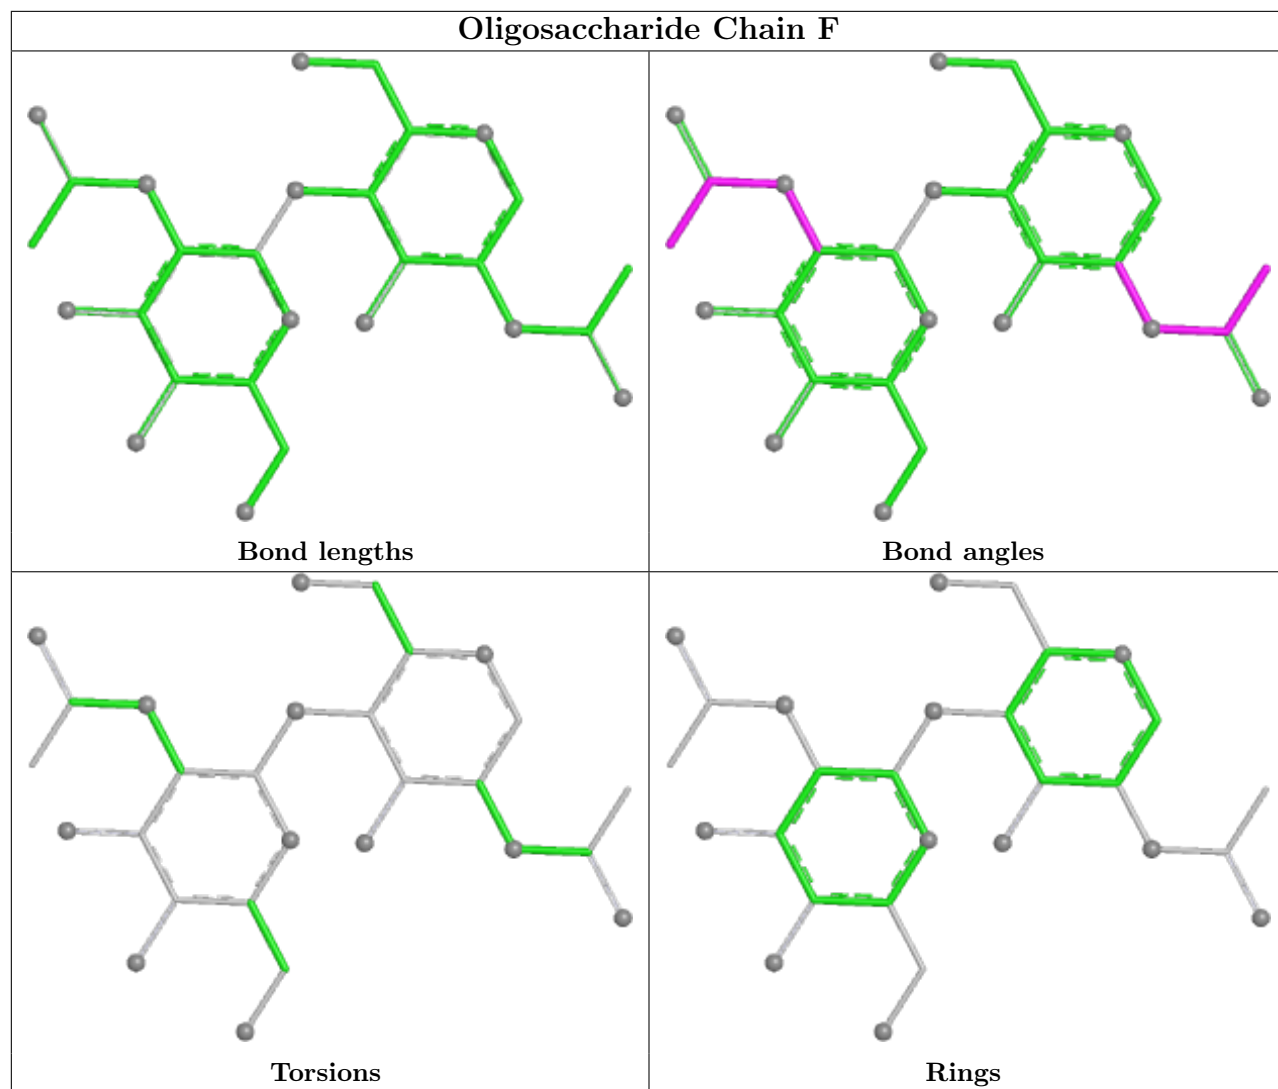 Oligosaccharide Chain F
Bond lengths
Bond angles
Torsions
Rings